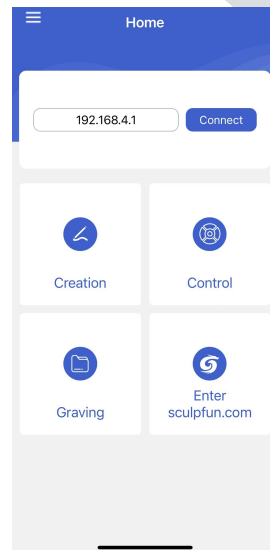 Home
192.168.4.1
Connect
Creation
Control
Graving
Enter
sculpfun.com